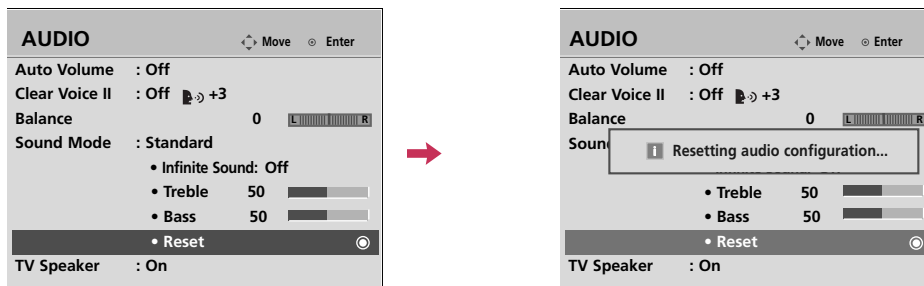 AUDIO Move Enter
Auto Volume : Off
Clear Voice II : Off +3
Balance 0 L R
Sound Mode : Standard
• Infinite Sound: Off
• Treble 50
• Bass 50
• Reset
TV Speaker : On
AUDIO Move Enter
Auto Volume : Off
Clear Voice II : Off +3
Balance 0 L R
Soun
i Resetting audio configuration...
• Treble 50
• Bass 50
• Reset
TV Speaker : On